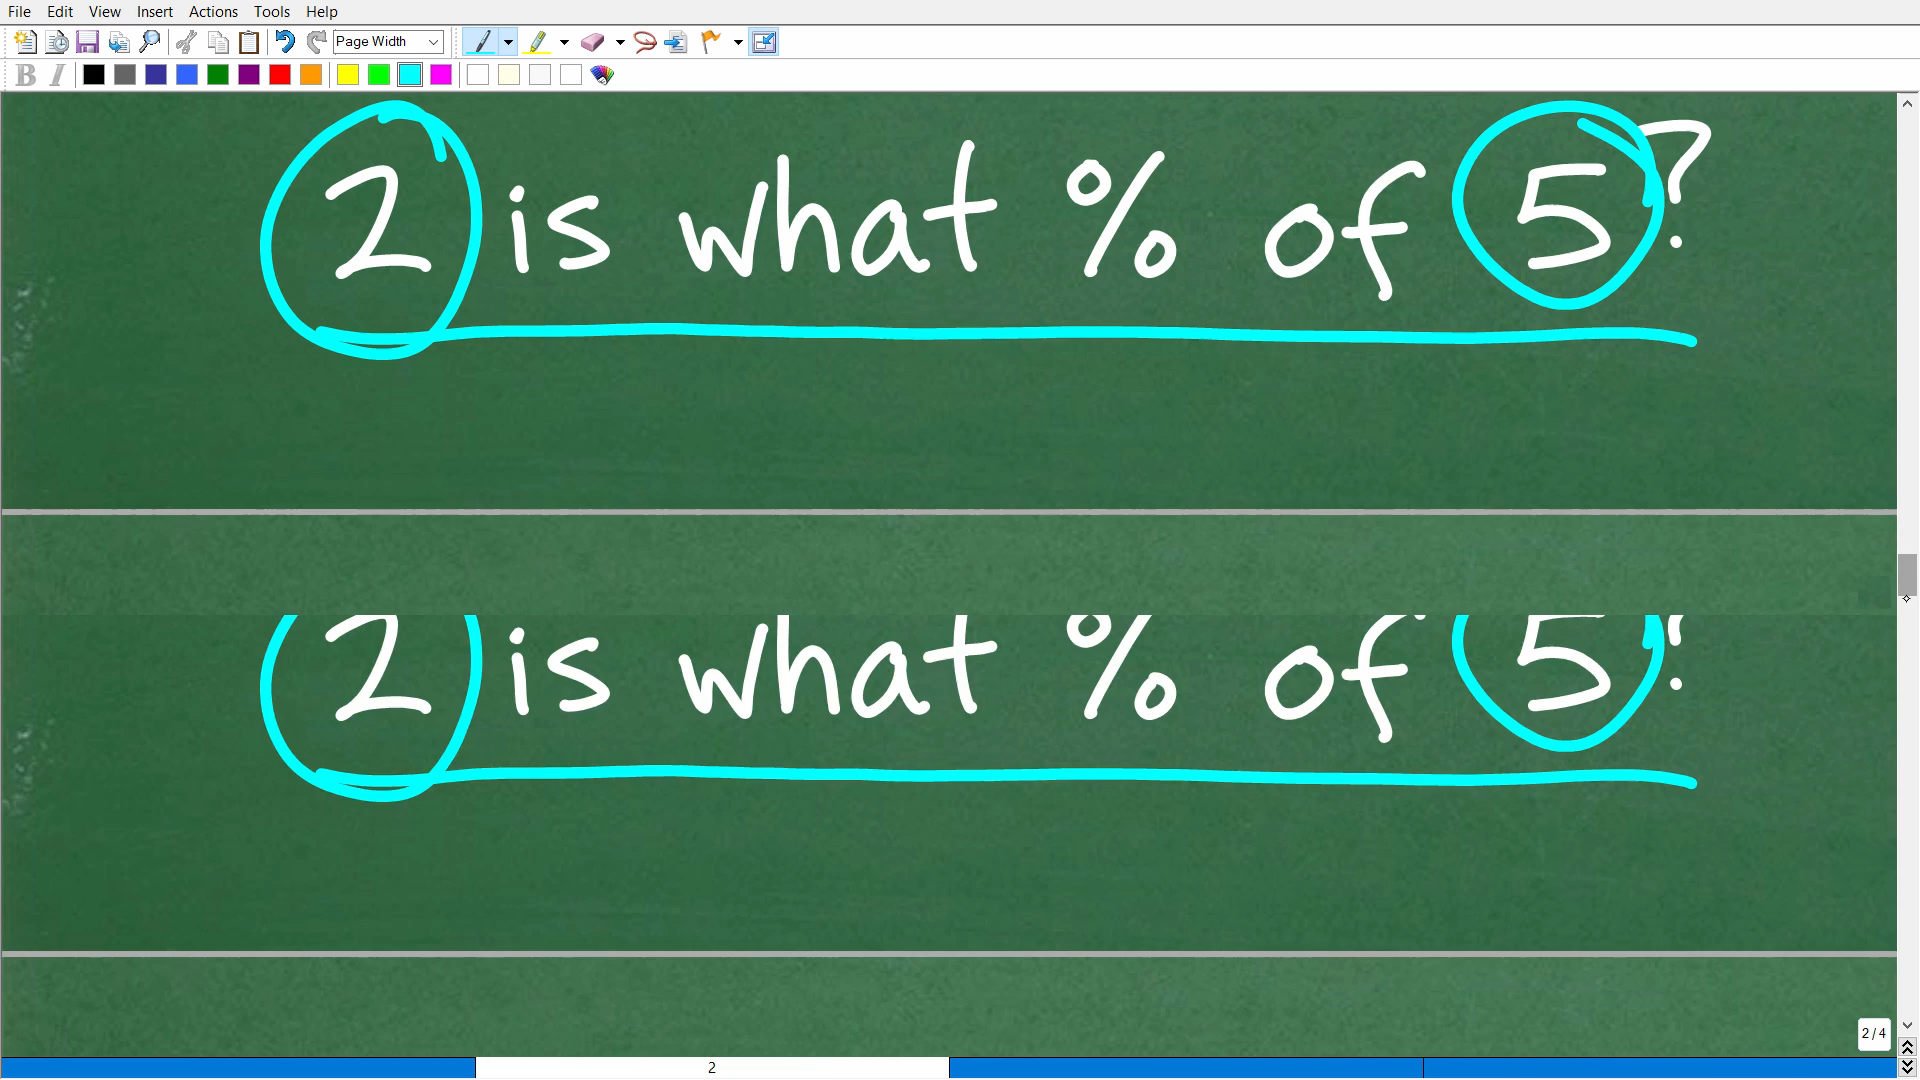 File Edit View Insert Actions Tools Help
Page Width
B I
2 is what % of 5?
2 is what % of 5?
2 / 4
2